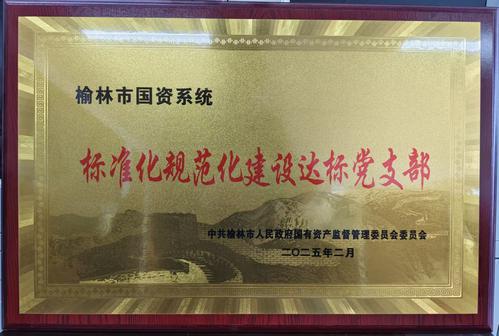 榆林市国资系统
标准化规范化建设达标党支部
中共榆林市人民政府国有资产监督管理委员会委员会
二〇二五年二月